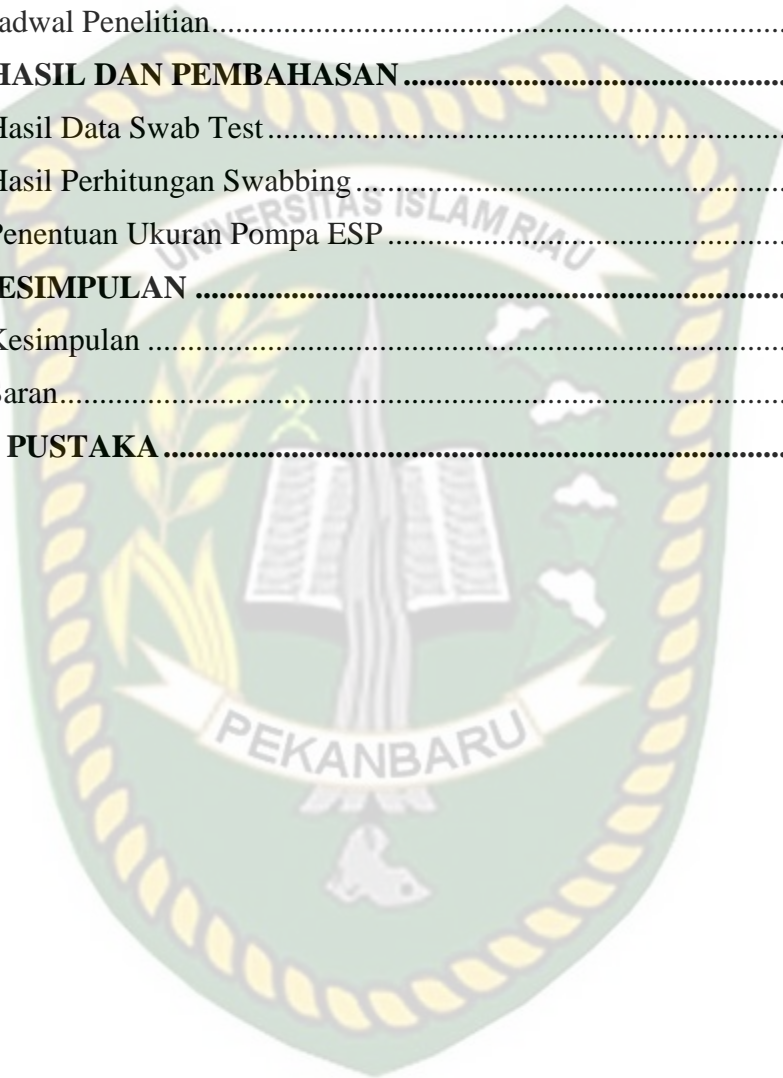 adwal Penelitian........................................................................
HASIL DAN PEMBAHASAN................................................
Hasil Data Swab Test..................................................................
Hasil Perhitungan Swabbing.......................................................
Penentuan Ukuran Pompa ESP...................................................
UNIVERSITAS ISLAM RIAU
ESIMPULAN...........................................................................
Kesimpulan................................................................................
Saran...........................................................................................
PUSTAKA...............................................................................
PEKANBARU